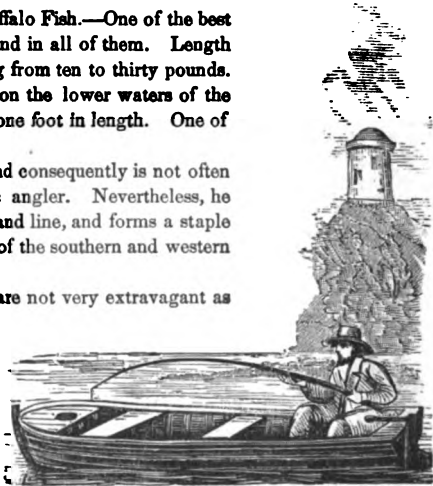 ffalo Fish.—One of the best
nd in all of them. Length
g from ten to thirty pounds.
on the lower waters of the
one foot in length. One of
nd consequently is not often
angler. Nevertheless, he
and line, and forms a staple
of the southern and western
are not very extravagant as